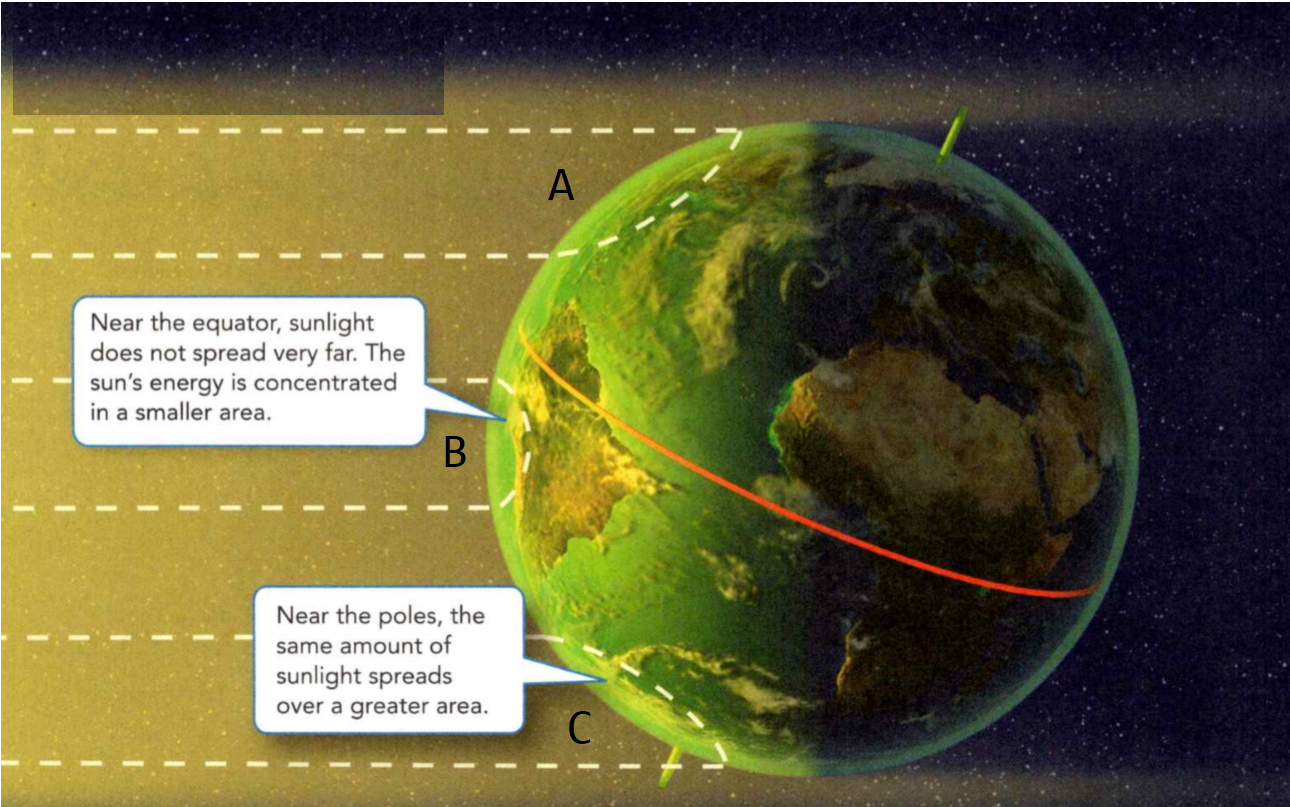 A
Near the equator, sunlight
does not spread very far. The
sun's energy is concentrated
in a smaller area.
B
Near the poles, the
same amount of
sunlight spreads
over a greater area.
C